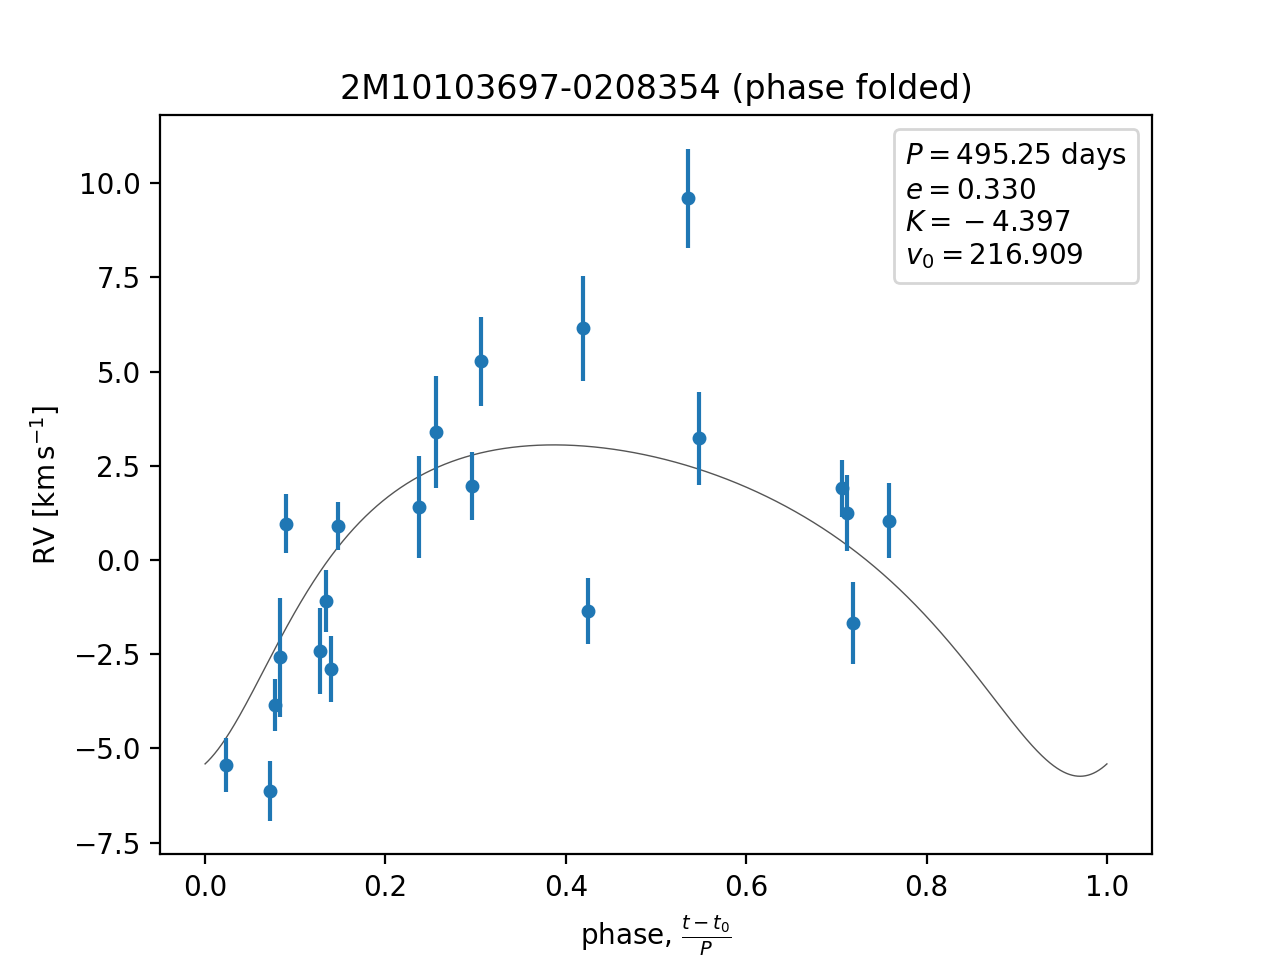 2M10103697-0208354 (phase folded)
P = 495.25 days
e = 0.330
K = −4.397
v₀ = 216.909
10.0
7.5
5.0
2.5
0.0
−2.5
−5.0
−7.5
RV [km s⁻¹]
0.0 0.2 0.4 0.6 0.8 1.0
phase, (t − t₀)/P